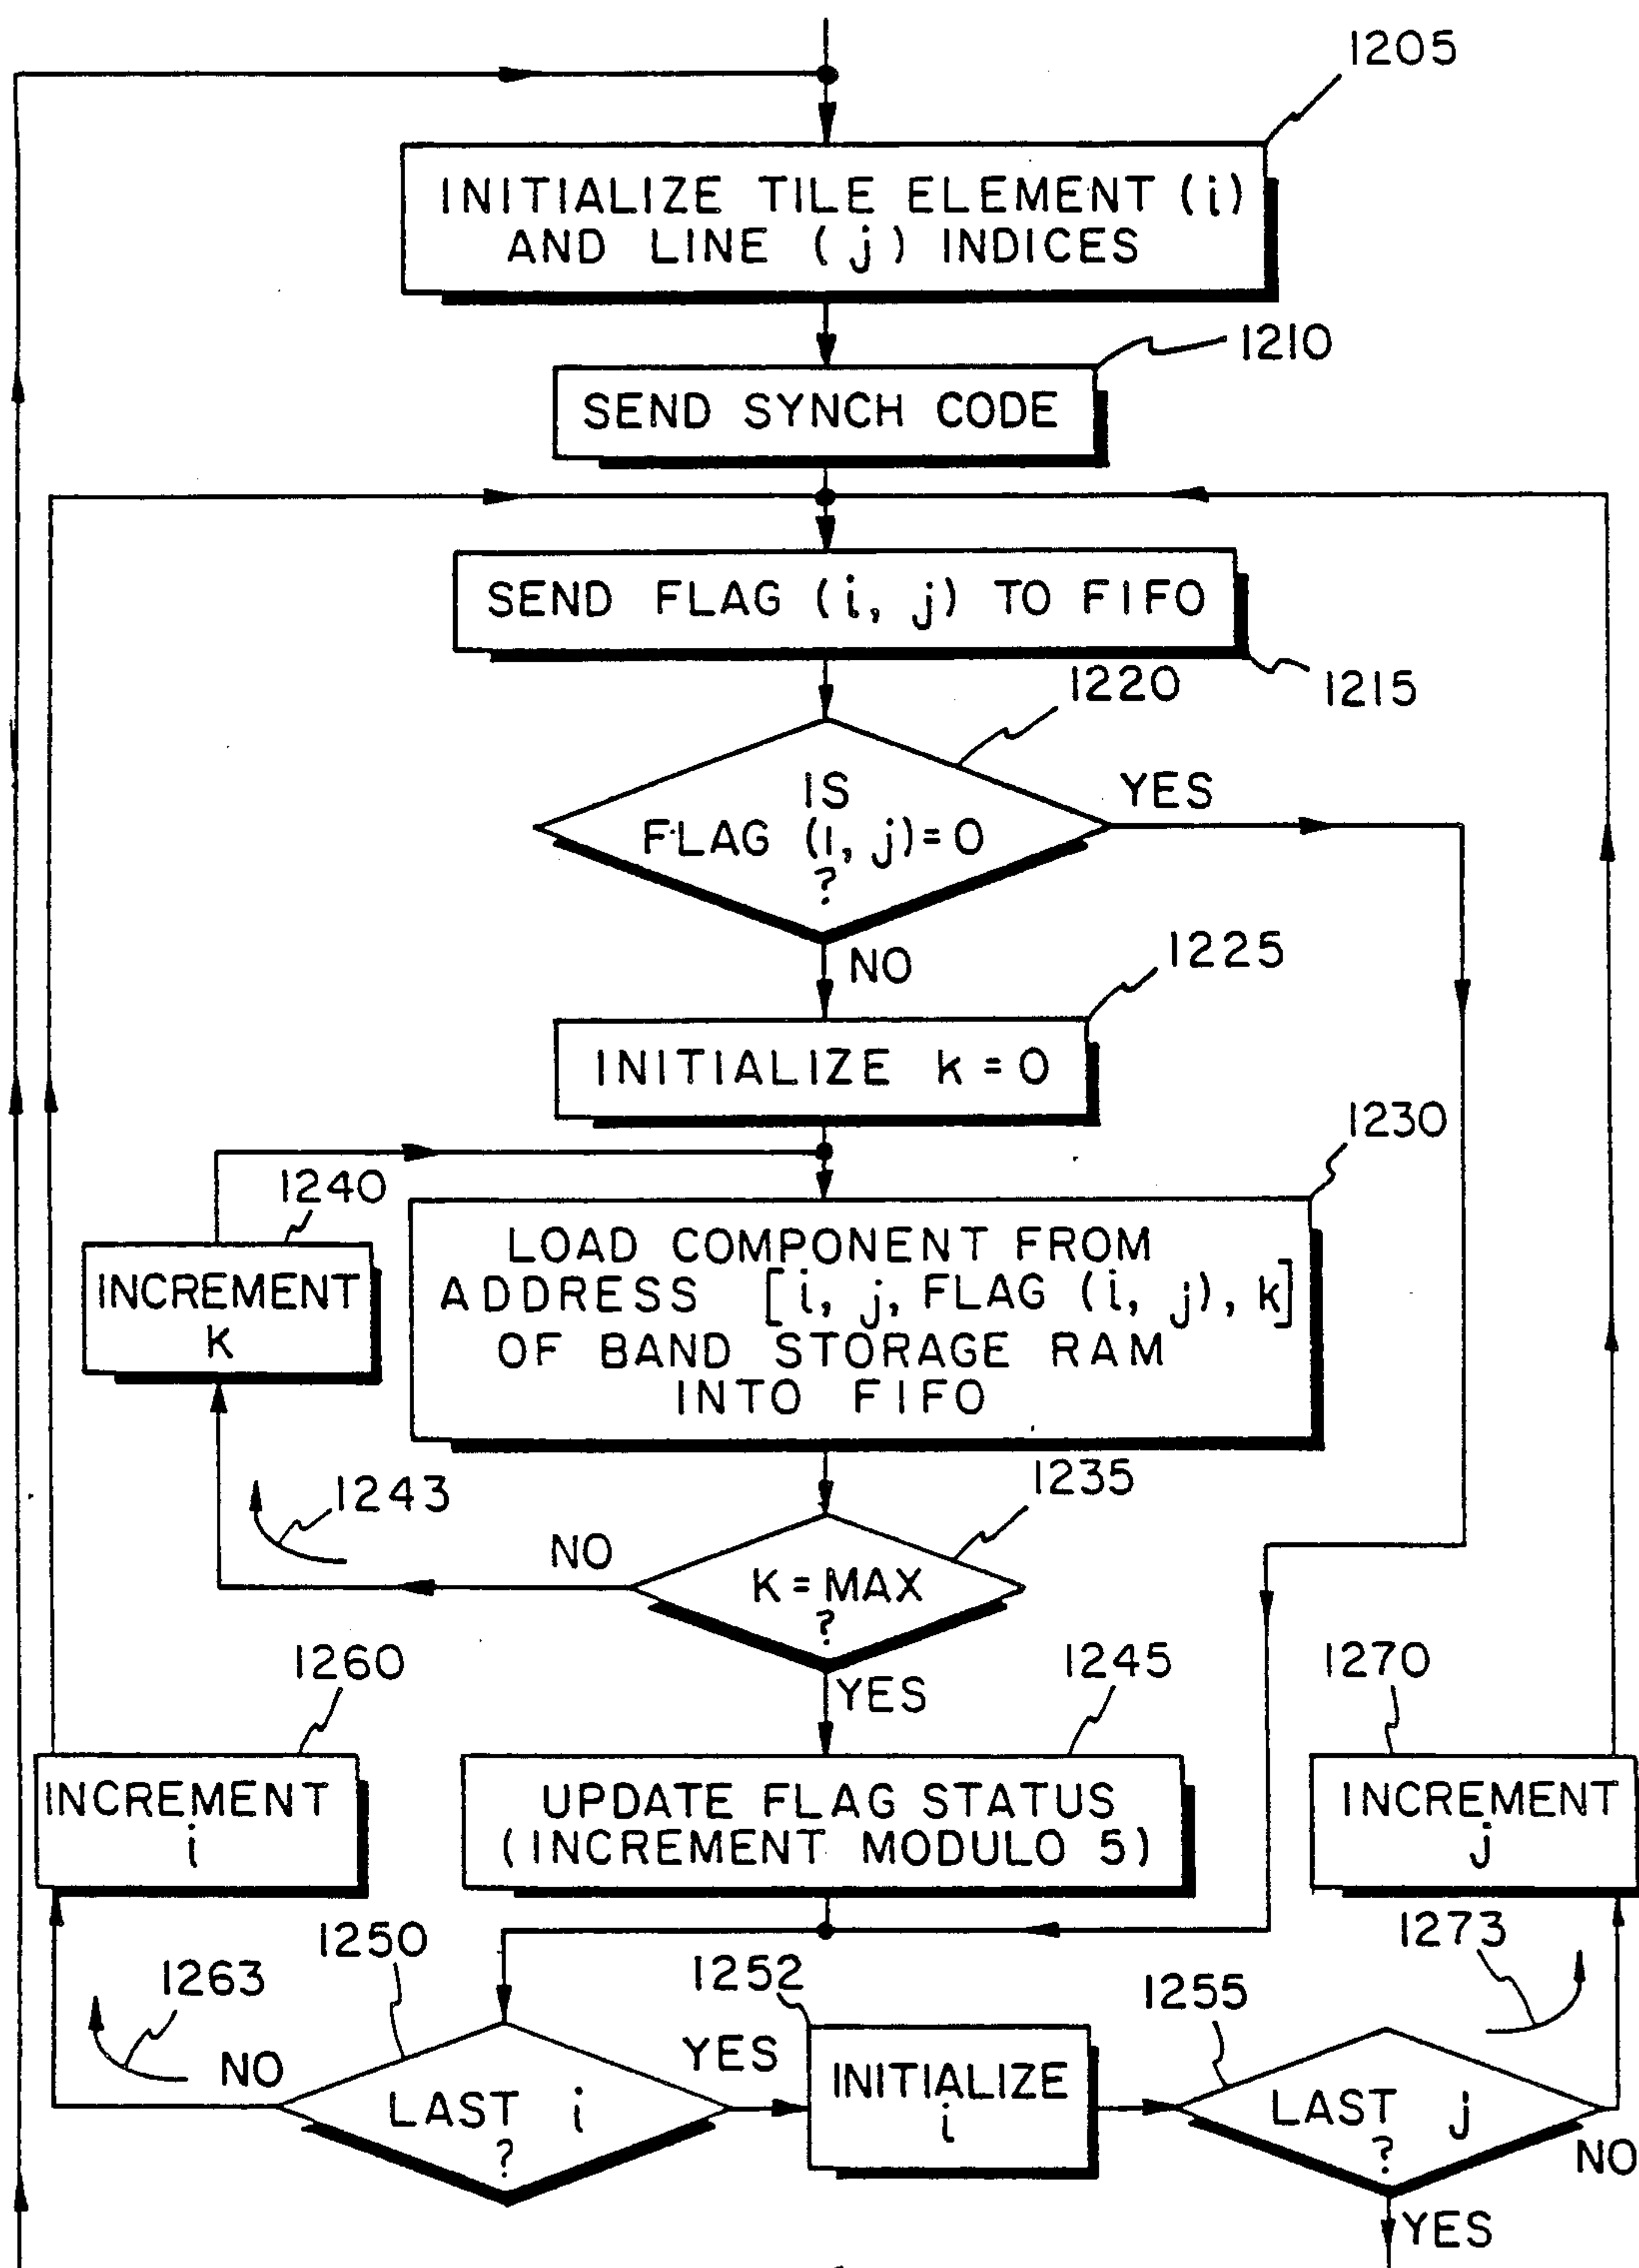 1205
INITIALIZE TILE ELEMENT (i)
AND LINE (j) INDICES
1210
SEND SYNCH CODE
SEND FLAG (i, j) TO FIFO
1215
1220
IS
FLAG (i, j)=0
?
YES
NO
1225
INITIALIZE k=0
1230
1240
INCREMENT
K
LOAD COMPONENT FROM
ADDRESS [i, j, FLAG (i, j), k]
OF BAND STORAGE RAM
INTO FIFO
1243
1235
NO
K=MAX
?
YES
1260
1245
1270
INCREMENT
i
UPDATE FLAG STATUS
(INCREMENT MODULO 5)
INCREMENT
j
1263
1250
1252
1255
1273
NO
LAST i
?
YES
INITIALIZE
i
LAST j
?
NO
YES